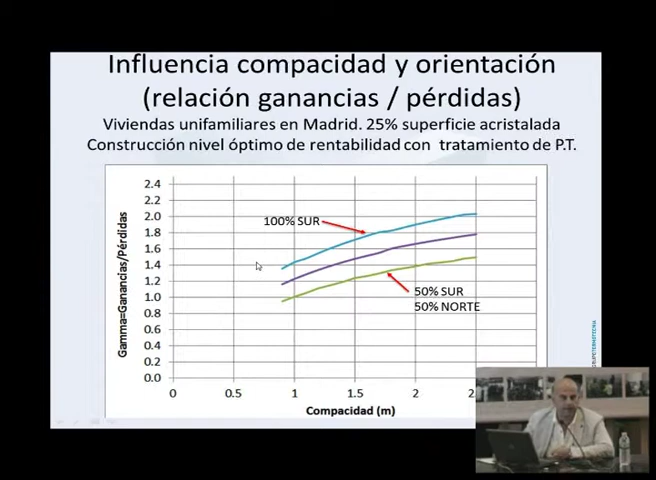 Influencia compacidad y orientación
(relación ganancias / pérdidas)
Viviendas unifamiliares en Madrid. 25% superficie acristalada
Construcción nivel óptimo de rentabilidad con tratamiento de P.T.
Gamma=Ganancias/Pérdidas
2.4
2.2
2.0
1.8
1.6
1.4
1.2
1.0
0.8
0.6
0.4
0.2
0.0
100% SUR
50% SUR
50% NORTE
0 0.5 1 1.5 2
Compacidad (m)